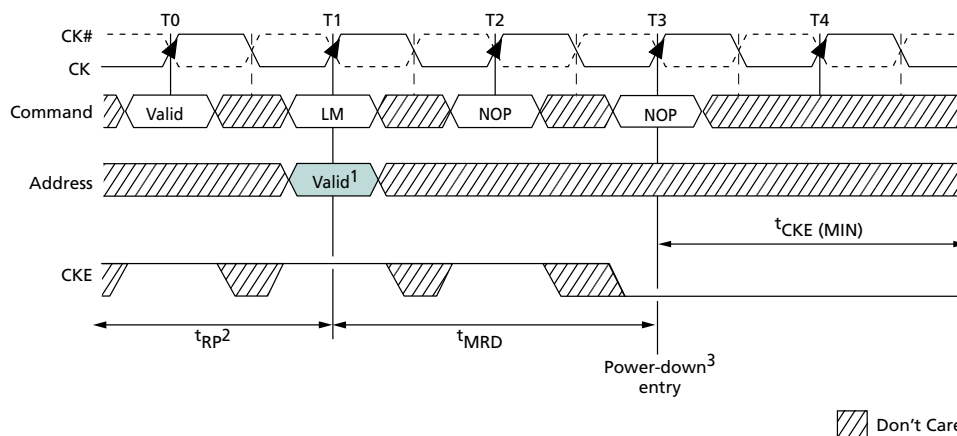 T0 T1 T2 T3 T4
CK#
CK
Command Valid LM NOP NOP
Address Valid1
tCKE (MIN)
CKE
tRP2 tMRD
Power-down3
entry
Don't Care